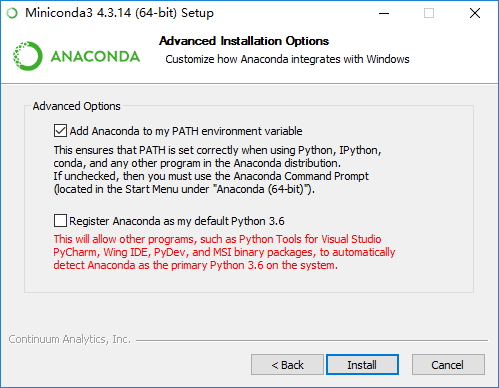 Miniconda3 4.3.14 (64-bit) Setup
ANACONDA
Advanced Installation Options
Customize how Anaconda integrates with Windows
Advanced Options
Add Anaconda to my PATH environment variable
This ensures that PATH is set correctly when using Python, IPython,
conda, and any other program in the Anaconda distribution.
If unchecked, then you must use the Anaconda Command Prompt
(located in the Start Menu under "Anaconda (64-bit)").
Register Anaconda as my default Python 3.6
This will allow other programs, such as Python Tools for Visual Studio
PyCharm, Wing IDE, PyDev, and MSI binary packages, to automatically
detect Anaconda as the primary Python 3.6 on the system.
Continuum Analytics, Inc.
< Back
Install
Cancel